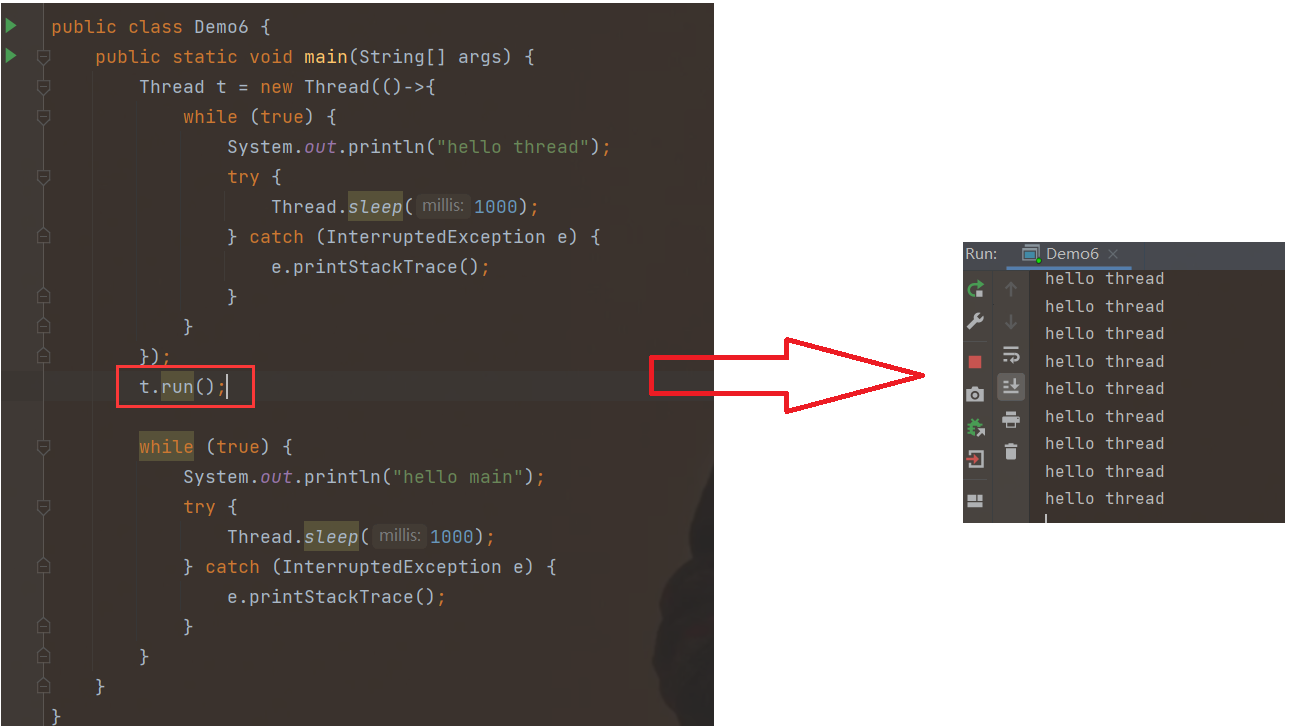 public class Demo6 {
public static void main(String[] args) {
Thread t = new Thread(()->{
while (true) {
System.out.println("hello thread");
try {
Thread.sleep( millis: 1000);
} catch (InterruptedException e) {
e.printStackTrace();
}
}
});
t.run();
while (true) {
System.out.println("hello main");
try {
Thread.sleep( millis: 1000);
} catch (InterruptedException e) {
e.printStackTrace();
}
}
}
}
Run: Demo6
hello thread
hello thread
hello thread
hello thread
hello thread
hello thread
hello thread
hello thread
hello thread